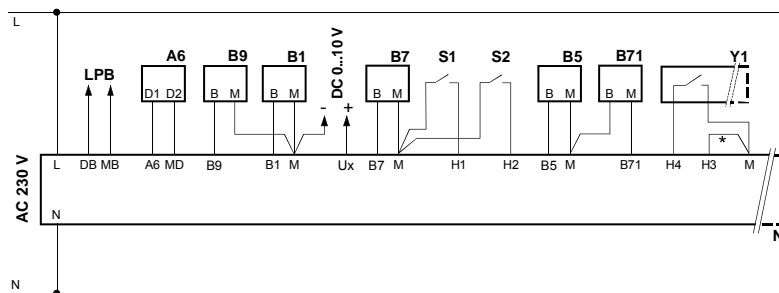 L
LPB
A6
B9
B1
DC 0...10 V
B7
S1
S2
B5
B71
Y1
D1 D2
B M
B M
- +
B M
B M
B M
*
AC 230 V
L DB MB A6 MD B9 B1 M Ux B7 M H1 H2 B5 M B71 H4 H3 M
N
N